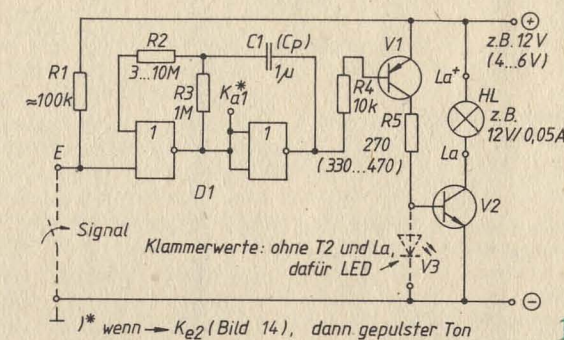 R1
≈100k
R2
3...10M
R3
1M
C1 (Cp)
1µ
Ka1*
R4
10k
V1
R5
270
(330...470)
La+
HL
z.B.
12V/0,05A
La
z.B. 12V
(4...6V)
+
E
1
1
D1
V2
Signal
Klammerwerte: ohne T2 und La,
dafür LED
V3
−
)* wenn → Ke2 (Bild 14), dann gepulster Ton